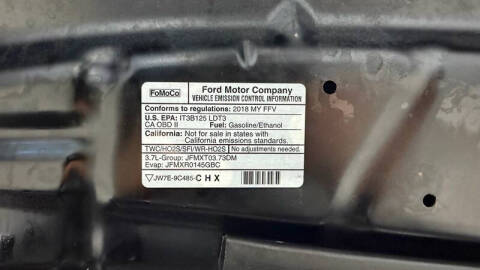 FoMoCo
Ford Motor Company
VEHICLE EMISSION CONTROL INFORMATION
Conforms to regulations: 2018 MY FFV
U.S. EPA: IT3B125 LDT3
CA OBD II Fuel: Gasoline/Ethanol
California: Not for sale in states with
California emissions standards.
TWC/HO2S/SFI/WR-HO2S No adjustments needed.
3.7L-Group: JFMXT03.73DM
Evap: JFMXR0145GBC
JW7E-9C485-CHX